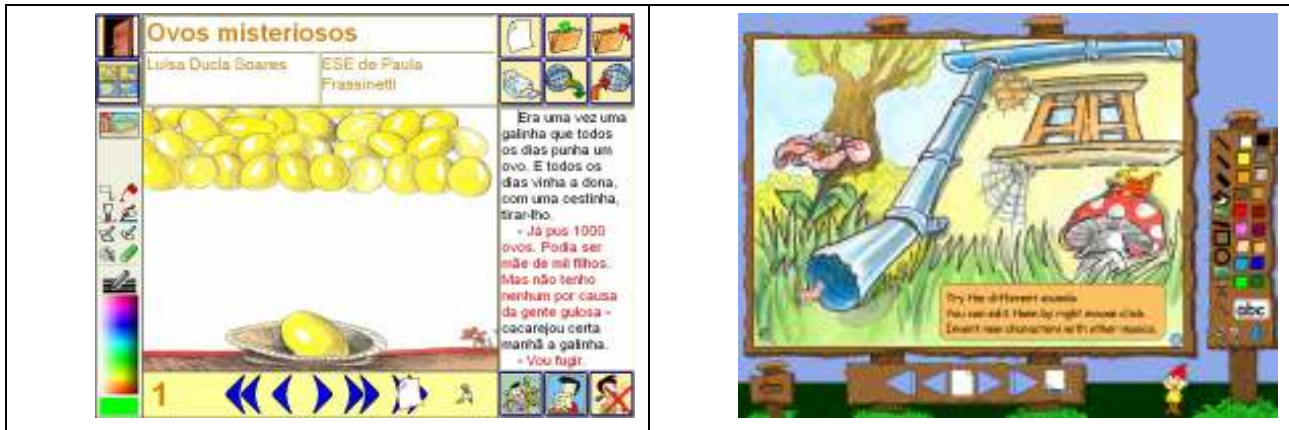 Ovos misteriosos
Luísa Ducla Soares
ESE de Paula
Frassinetti
Era uma vez uma
galinha que todos
os dias punha um
ovo. E todos os
dias vinha a dona,
com uma cestinha,
tirar-lho.
- Já pus 1000
ovos. Podia ser
mãe de mil filhos.
Mas não tenho
nenhum por causa
da gente gulosa -
cacarejou certa
manhã a galinha.
- Vou fugir.
1
Try the different sounds.
You can edit them by right mouse click.
Insert new characters with other musics.
abc